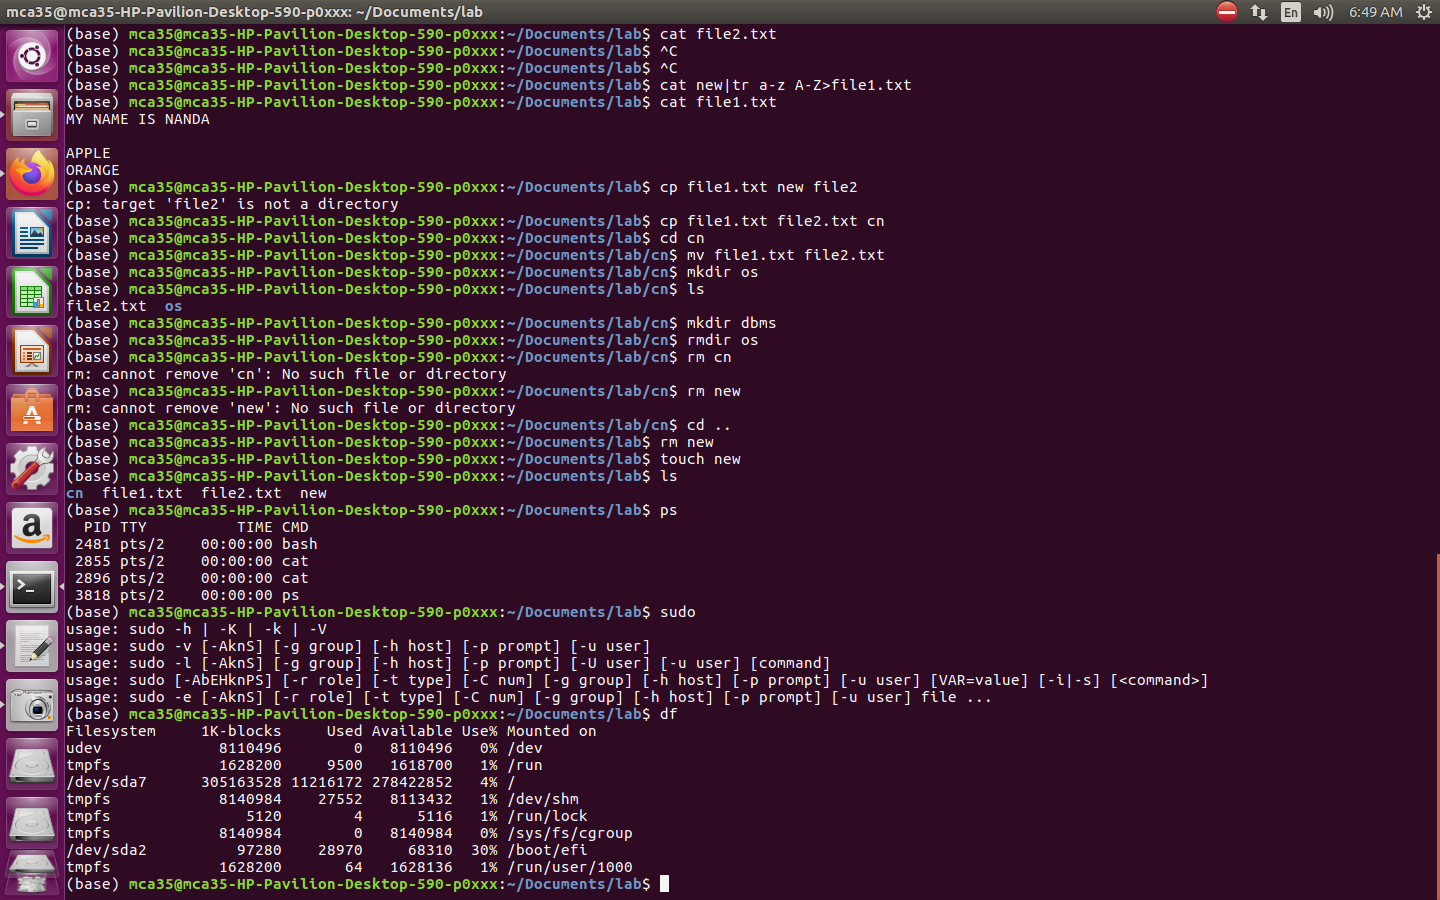 mca35@mca35-HP-Pavilion-Desktop-590-p0xxx: ~/Documents/lab En 6:49 AM
(base) mca35@mca35-HP-Pavilion-Desktop-590-p0xxx:~/Documents/lab$ cat file2.txt
(base) mca35@mca35-HP-Pavilion-Desktop-590-p0xxx:~/Documents/lab$ ^C
(base) mca35@mca35-HP-Pavilion-Desktop-590-p0xxx:~/Documents/lab$ ^C
(base) mca35@mca35-HP-Pavilion-Desktop-590-p0xxx:~/Documents/lab$ cat new|tr a-z A-Z>file1.txt
(base) mca35@mca35-HP-Pavilion-Desktop-590-p0xxx:~/Documents/lab$ cat file1.txt
MY NAME IS NANDA

APPLE
ORANGE
(base) mca35@mca35-HP-Pavilion-Desktop-590-p0xxx:~/Documents/lab$ cp file1.txt new file2
cp: target 'file2' is not a directory
(base) mca35@mca35-HP-Pavilion-Desktop-590-p0xxx:~/Documents/lab$ cp file1.txt file2.txt cn
(base) mca35@mca35-HP-Pavilion-Desktop-590-p0xxx:~/Documents/lab$ cd cn
(base) mca35@mca35-HP-Pavilion-Desktop-590-p0xxx:~/Documents/lab/cn$ mv file1.txt file2.txt
(base) mca35@mca35-HP-Pavilion-Desktop-590-p0xxx:~/Documents/lab/cn$ mkdir os
(base) mca35@mca35-HP-Pavilion-Desktop-590-p0xxx:~/Documents/lab/cn$ ls
file2.txt  os
(base) mca35@mca35-HP-Pavilion-Desktop-590-p0xxx:~/Documents/lab/cn$ mkdir dbms
(base) mca35@mca35-HP-Pavilion-Desktop-590-p0xxx:~/Documents/lab/cn$ rmdir os
(base) mca35@mca35-HP-Pavilion-Desktop-590-p0xxx:~/Documents/lab/cn$ rm cn
rm: cannot remove 'cn': No such file or directory
(base) mca35@mca35-HP-Pavilion-Desktop-590-p0xxx:~/Documents/lab/cn$ rm new
rm: cannot remove 'new': No such file or directory
(base) mca35@mca35-HP-Pavilion-Desktop-590-p0xxx:~/Documents/lab/cn$ cd ..
(base) mca35@mca35-HP-Pavilion-Desktop-590-p0xxx:~/Documents/lab$ rm new
(base) mca35@mca35-HP-Pavilion-Desktop-590-p0xxx:~/Documents/lab$ touch new
(base) mca35@mca35-HP-Pavilion-Desktop-590-p0xxx:~/Documents/lab$ ls
cn  file1.txt  file2.txt  new
(base) mca35@mca35-HP-Pavilion-Desktop-590-p0xxx:~/Documents/lab$ ps
  PID TTY          TIME CMD
 2481 pts/2    00:00:00 bash
 2855 pts/2    00:00:00 cat
 2896 pts/2    00:00:00 cat
 3818 pts/2    00:00:00 ps
(base) mca35@mca35-HP-Pavilion-Desktop-590-p0xxx:~/Documents/lab$ sudo
usage: sudo -h | -K | -k | -V
usage: sudo -v [-AknS] [-g group] [-h host] [-p prompt] [-u user]
usage: sudo -l [-AknS] [-g group] [-h host] [-p prompt] [-U user] [-u user] [command]
usage: sudo [-AbEHknPS] [-r role] [-t type] [-C num] [-g group] [-h host] [-p prompt] [-u user] [VAR=value] [-i|-s] [<command>]
usage: sudo -e [-AknS] [-r role] [-t type] [-C num] [-g group] [-h host] [-p prompt] [-u user] file ...
(base) mca35@mca35-HP-Pavilion-Desktop-590-p0xxx:~/Documents/lab$ df
Filesystem     1K-blocks     Used Available Use% Mounted on
udev             8110496        0   8110496   0% /dev
tmpfs            1628200     9500   1618700   1% /run
/dev/sda7      305163528 11216172 278422852   4% /
tmpfs            8140984    27552   8113432   1% /dev/shm
tmpfs               5120        4      5116   1% /run/lock
tmpfs            8140984        0   8140984   0% /sys/fs/cgroup
/dev/sda2          97280    28970     68310  30% /boot/efi
tmpfs            1628200       64   1628136   1% /run/user/1000
(base) mca35@mca35-HP-Pavilion-Desktop-590-p0xxx:~/Documents/lab$